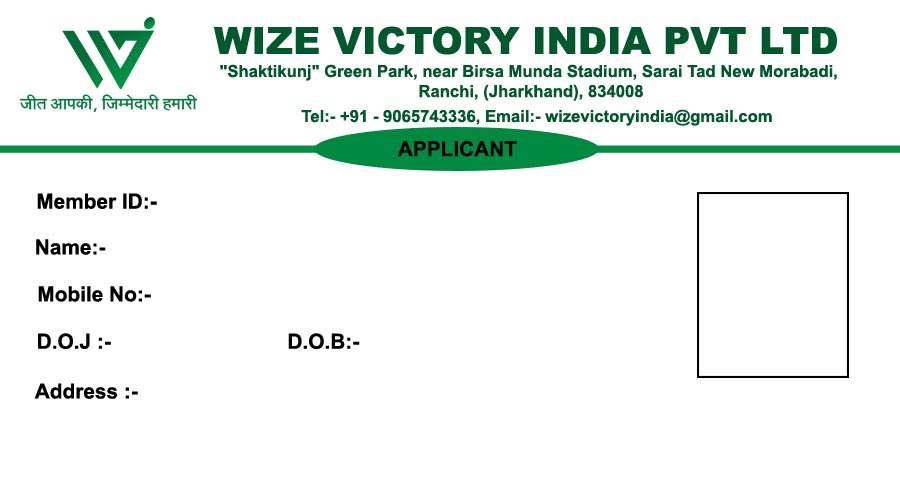 WIZE VICTORY INDIA PVT LTD
"Shaktikunj" Green Park, near Birsa Munda Stadium, Sarai Tad New Morabadi,
Ranchi, (Jharkhand), 834008
जीत आपकी, जिम्मेदारी हमारी
Tel:- +91 - 9065743336, Email:- wizevictoryindia@gmail.com
APPLICANT
Member ID:-
Name:-
Mobile No:-
D.O.J :- D.O.B:-
Address :-